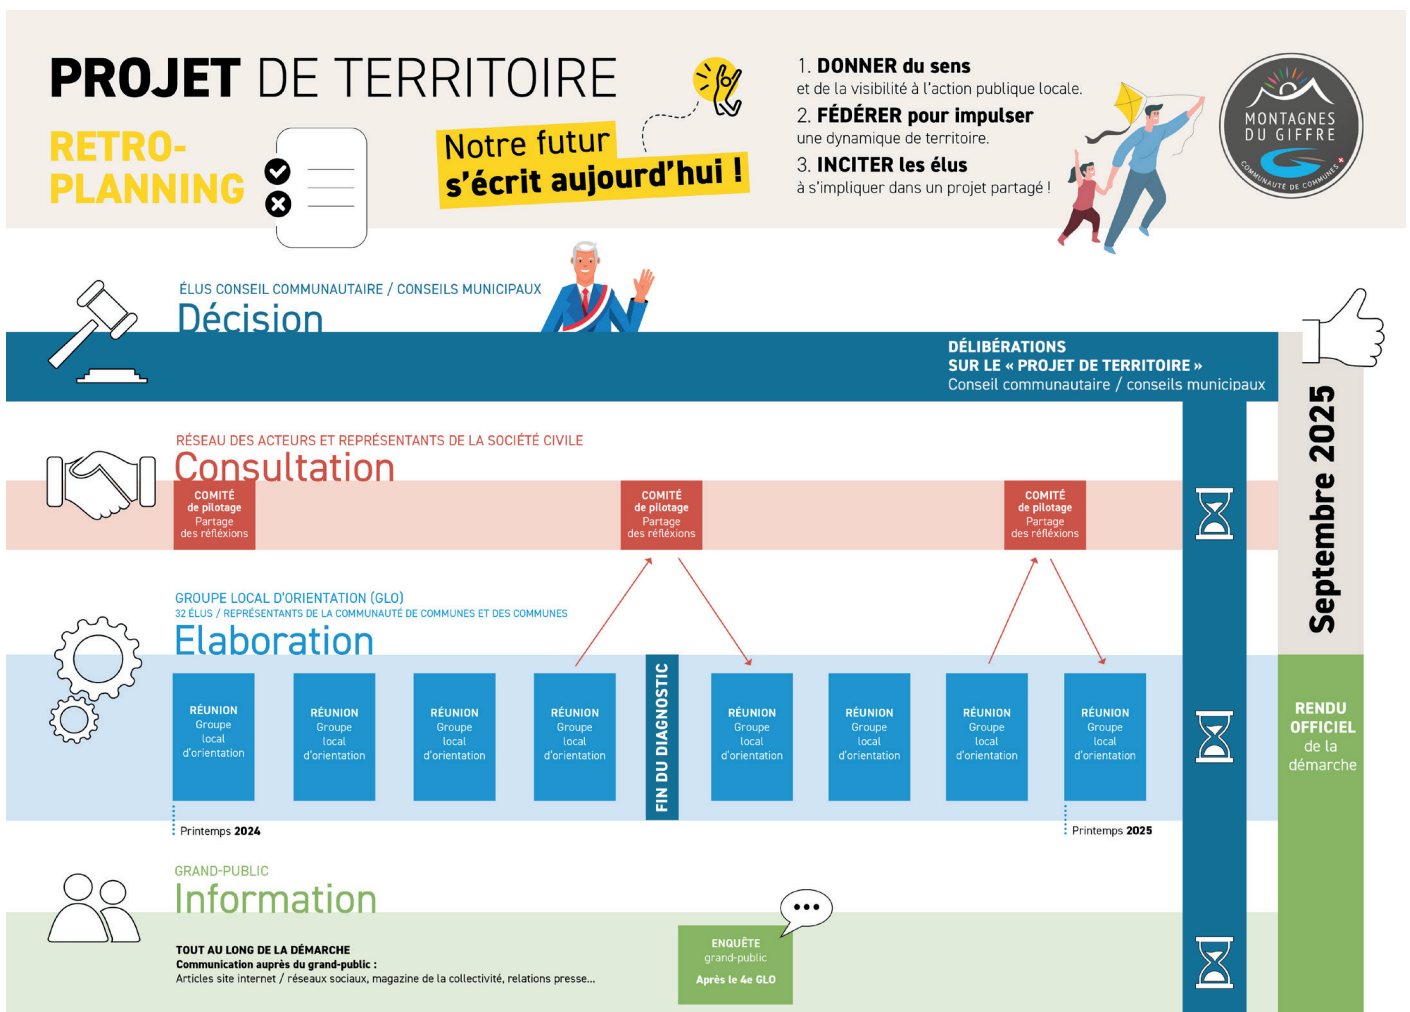 PROJET DE TERRITOIRE
RETRO-
PLANNING
Notre futur
s'écrit aujourd'hui !
1. DONNER du sens
et de la visibilité à l'action publique locale.
2. FÉDÉRER pour impulser
une dynamique de territoire.
3. INCITER les élus
à s'impliquer dans un projet partagé !
MONTAGNES
DU GIFFRE
COMMUNAUTÉ DE COMMUNES
ÉLUS CONSEIL COMMUNAUTAIRE / CONSEILS MUNICIPAUX
Décision
DÉLIBÉRATIONS
SUR LE « PROJET DE TERRITOIRE »
Conseil communautaire / conseils municipaux
Septembre 2025
RÉSEAU DES ACTEURS ET REPRÉSENTANTS DE LA SOCIÉTÉ CIVILE
Consultation
COMITÉ
de pilotage
Partage
des réfléxions
COMITÉ
de pilotage
Partage
des réfléxions
COMITÉ
de pilotage
Partage
des réfléxions
GROUPE LOCAL D'ORIENTATION (GLO)
32 ÉLUS / REPRÉSENTANTS DE LA COMMUNAUTÉ DE COMMUNES ET DES COMMUNES
Elaboration
RÉUNION
Groupe
local
d'orientation
RÉUNION
Groupe
local
d'orientation
RÉUNION
Groupe
local
d'orientation
RÉUNION
Groupe
local
d'orientation
FIN DU DIAGNOSTIC
RÉUNION
Groupe
local
d'orientation
RÉUNION
Groupe
local
d'orientation
RÉUNION
Groupe
local
d'orientation
RÉUNION
Groupe
local
d'orientation
RENDU
OFFICIEL
de la
démarche
Printemps 2024
Printemps 2025
GRAND-PUBLIC
Information
TOUT AU LONG DE LA DÉMARCHE
Communication auprès du grand-public :
Articles site internet / réseaux sociaux, magazine de la collectivité, relations presse...
ENQUÊTE
grand-public
Après le 4e GLO